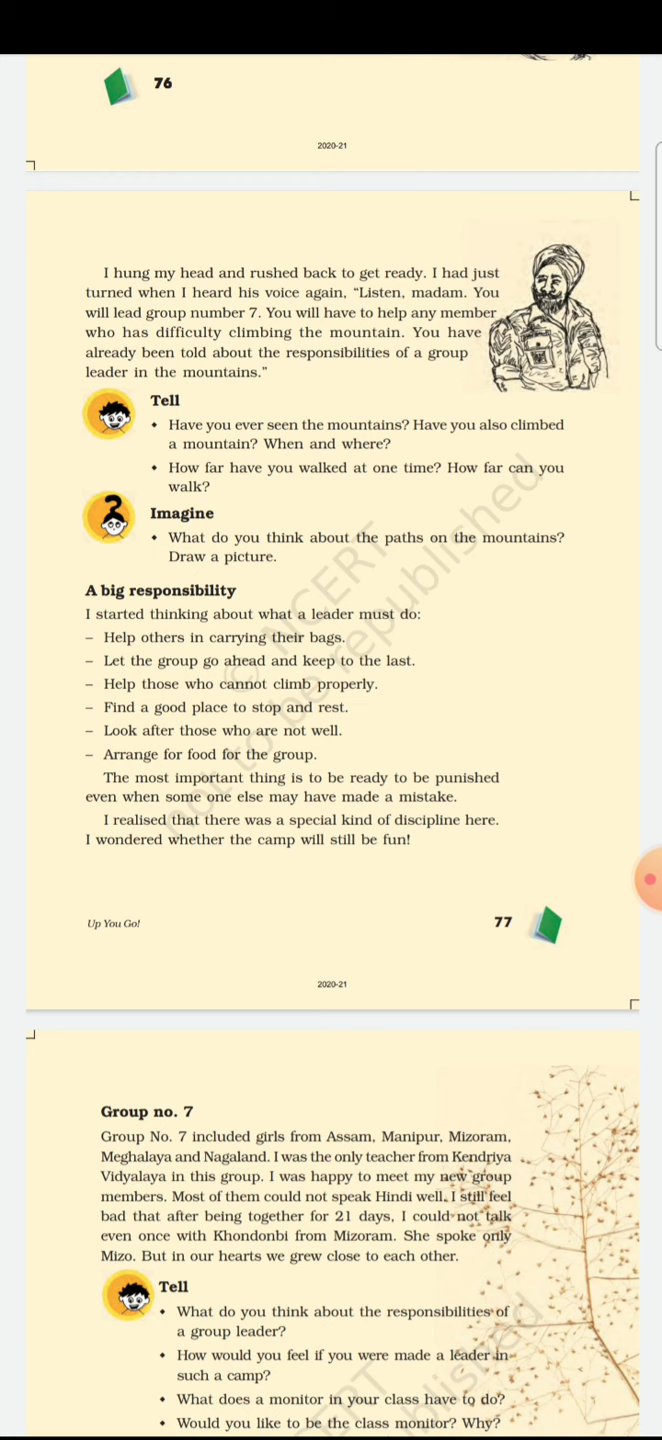 76
2020-21
I hung my head and rushed back to get ready. I had just
turned when I heard his voice again, “Listen, madam. You
will lead group number 7. You will have to help any member
who has difficulty climbing the mountain. You have
already been told about the responsibilities of a group
leader in the mountains.”
Tell
• Have you ever seen the mountains? Have you also climbed
a mountain? When and where?
• How far have you walked at one time? How far can you
walk?
Imagine
• What do you think about the paths on the mountains?
Draw a picture.
A big responsibility
I started thinking about what a leader must do:
– Help others in carrying their bags.
– Let the group go ahead and keep to the last.
– Help those who cannot climb properly.
– Find a good place to stop and rest.
– Look after those who are not well.
– Arrange for food for the group.
The most important thing is to be ready to be punished
even when some one else may have made a mistake.
I realised that there was a special kind of discipline here.
I wondered whether the camp will still be fun!
© NCERT
not to be republished
Up You Go!
77
2020-21
Group no. 7
Group No. 7 included girls from Assam, Manipur, Mizoram,
Meghalaya and Nagaland. I was the only teacher from Kendriya
Vidyalaya in this group. I was happy to meet my new group
members. Most of them could not speak Hindi well. I still feel
bad that after being together for 21 days, I could not talk
even once with Khondonbi from Mizoram. She spoke only
Mizo. But in our hearts we grew close to each other.
Tell
• What do you think about the responsibilities of
a group leader?
• How would you feel if you were made a leader in
such a camp?
• What does a monitor in your class have to do?
• Would you like to be the class monitor? Why?